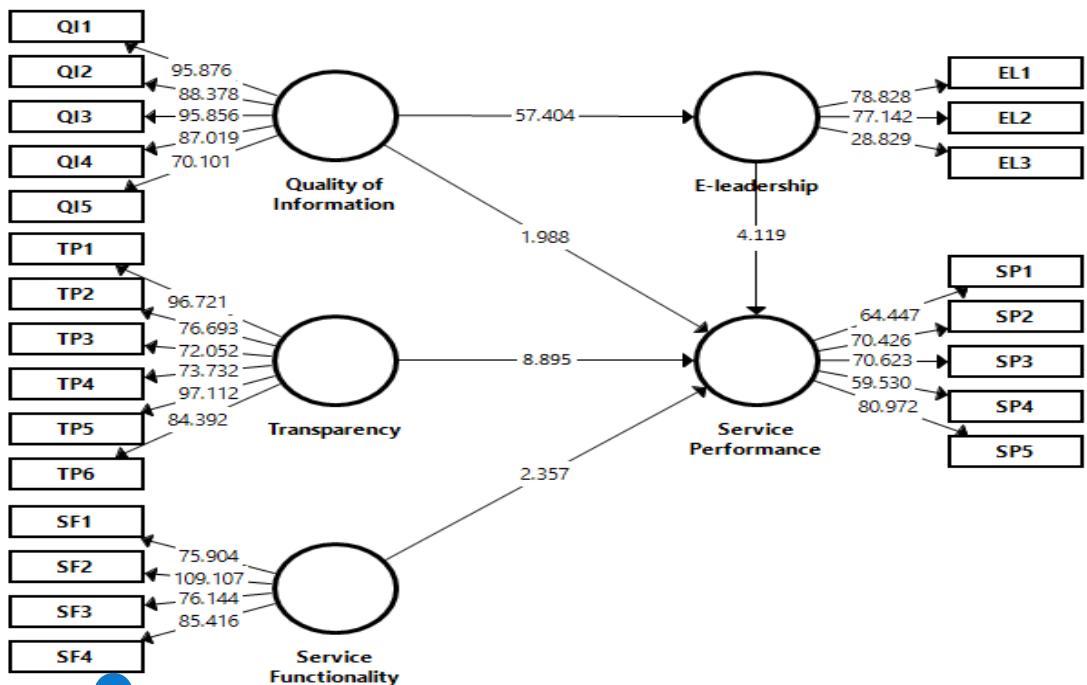 QI1
QI2
QI3
QI4
QI5
95.876
88.378
95.856
87.019
70.101
Quality of
Information
57.404
E-leadership
78.828
77.142
28.829
EL1
EL2
EL3
1.988
4.119
TP1
TP2
TP3
TP4
TP5
TP6
96.721
76.693
72.052
73.732
97.112
84.392
Transparency
8.895
Service
Performance
64.447
70.426
70.623
59.530
80.972
SP1
SP2
SP3
SP4
SP5
2.357
SF1
SF2
SF3
SF4
75.904
109.107
76.144
85.416
Service
Functionality